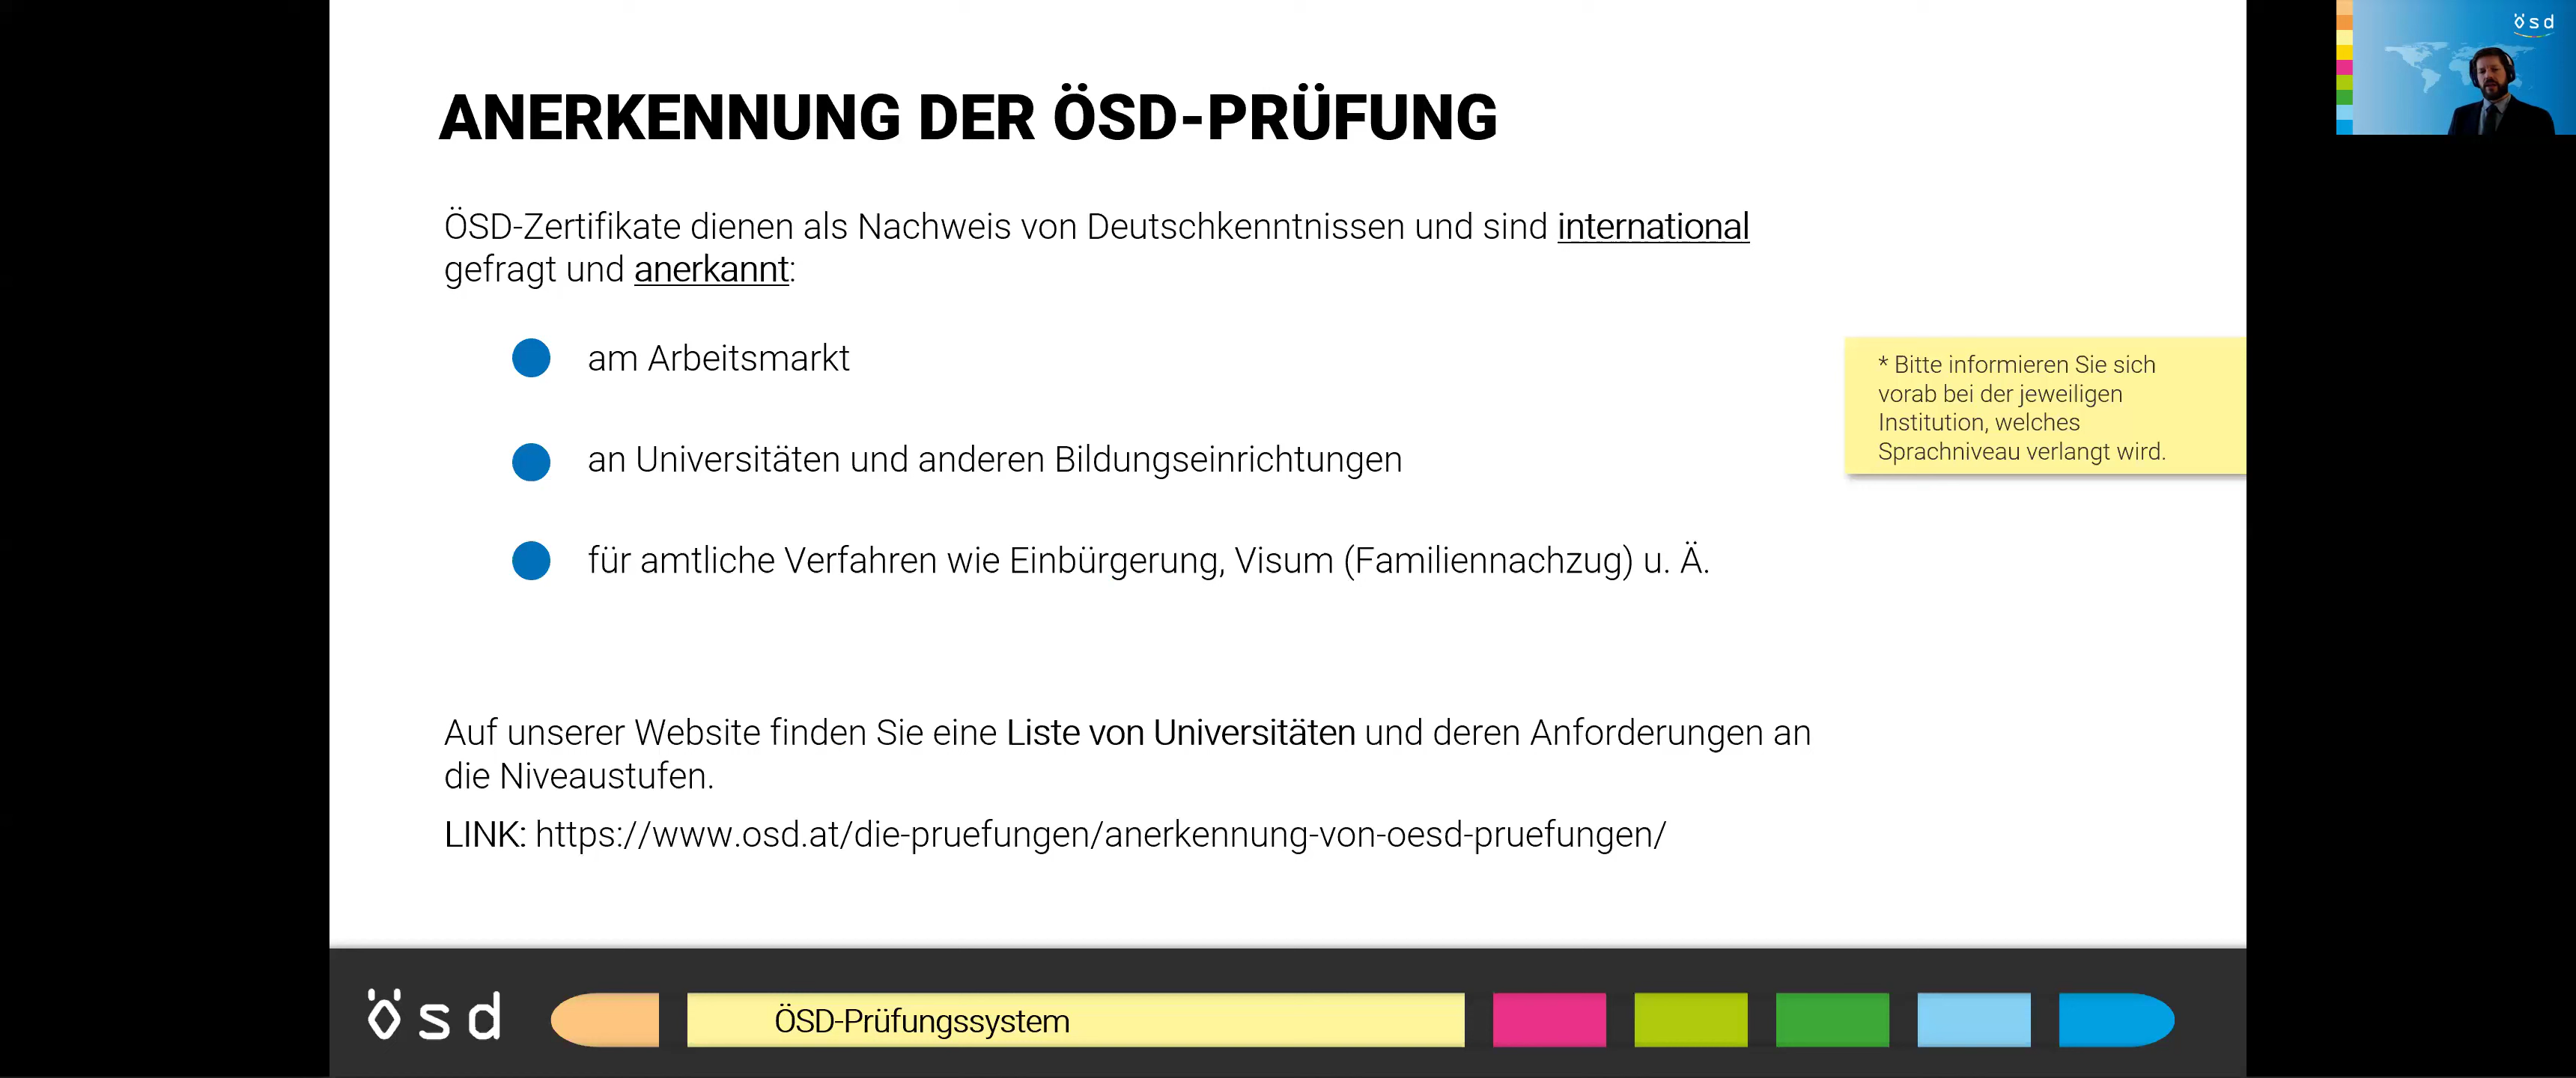 ösd
ANERKENNUNG DER ÖSD-PRÜFUNG
ÖSD-Zertifikate dienen als Nachweis von Deutschkenntnissen und sind international
gefragt und anerkannt:
am Arbeitsmarkt
an Universitäten und anderen Bildungseinrichtungen
für amtliche Verfahren wie Einbürgerung, Visum (Familiennachzug) u. Ä.
* Bitte informieren Sie sich
vorab bei der jeweiligen
Institution, welches
Sprachniveau verlangt wird.
Auf unserer Website finden Sie eine Liste von Universitäten und deren Anforderungen an
die Niveaustufen.
LINK: https://www.osd.at/die-pruefungen/anerkennung-von-oesd-pruefungen/
ösd
ÖSD-Prüfungssystem